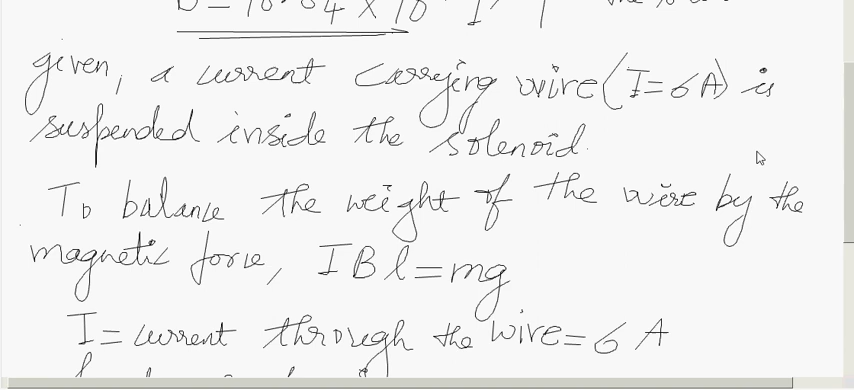 given, a current carrying wire (I=6A) is
suspended inside the solenoid.
To balance the weight of the wire by the
magnetic force, IBl=mg
I= current through the wire= 6 A